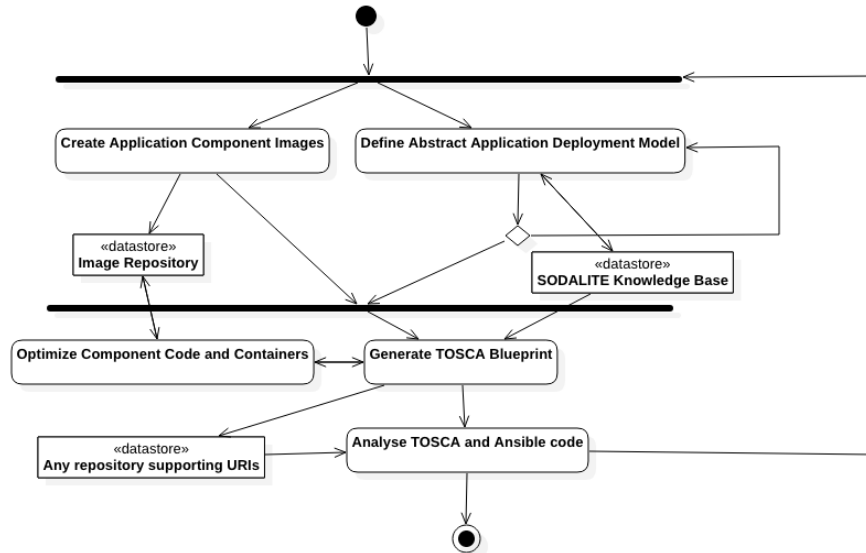 Create Application Component Images
Define Abstract Application Deployment Model
«datastore»
Image Repository
«datastore»
SODALITE Knowledge Base
Optimize Component Code and Containers
Generate TOSCA Blueprint
«datastore»
Any repository supporting URIs
Analyse TOSCA and Ansible code